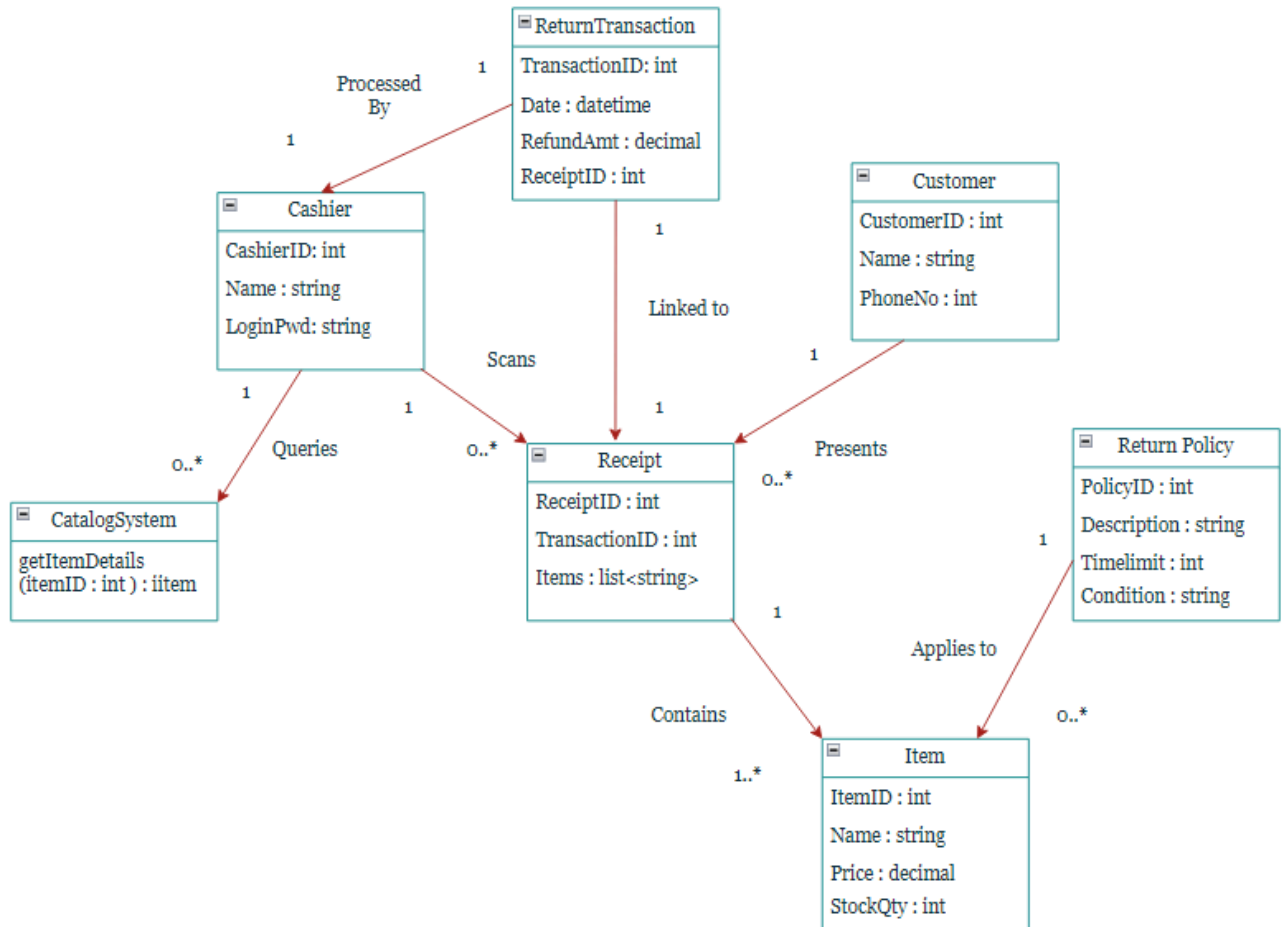 ReturnTransaction
TransactionID: int
Date : datetime
RefundAmt : decimal
ReceiptID : int
1
Processed
By
1
Cashier
CashierID: int
Name : string
LoginPwd: string
Customer
CustomerID : int
Name : string
PhoneNo : int
1
Linked to
1
Scans
1
0..*
1
Queries
0..*
1
Presents
0..*
CatalogSystem
getItemDetails
(itemID : int ) : iitem
Receipt
ReceiptID : int
TransactionID : int
Items : list<string>
Return Policy
PolicyID : int
Description : string
Timelimit : int
Condition : string
1
Applies to
0..*
1
Contains
1..*
Item
ItemID : int
Name : string
Price : decimal
StockQty : int